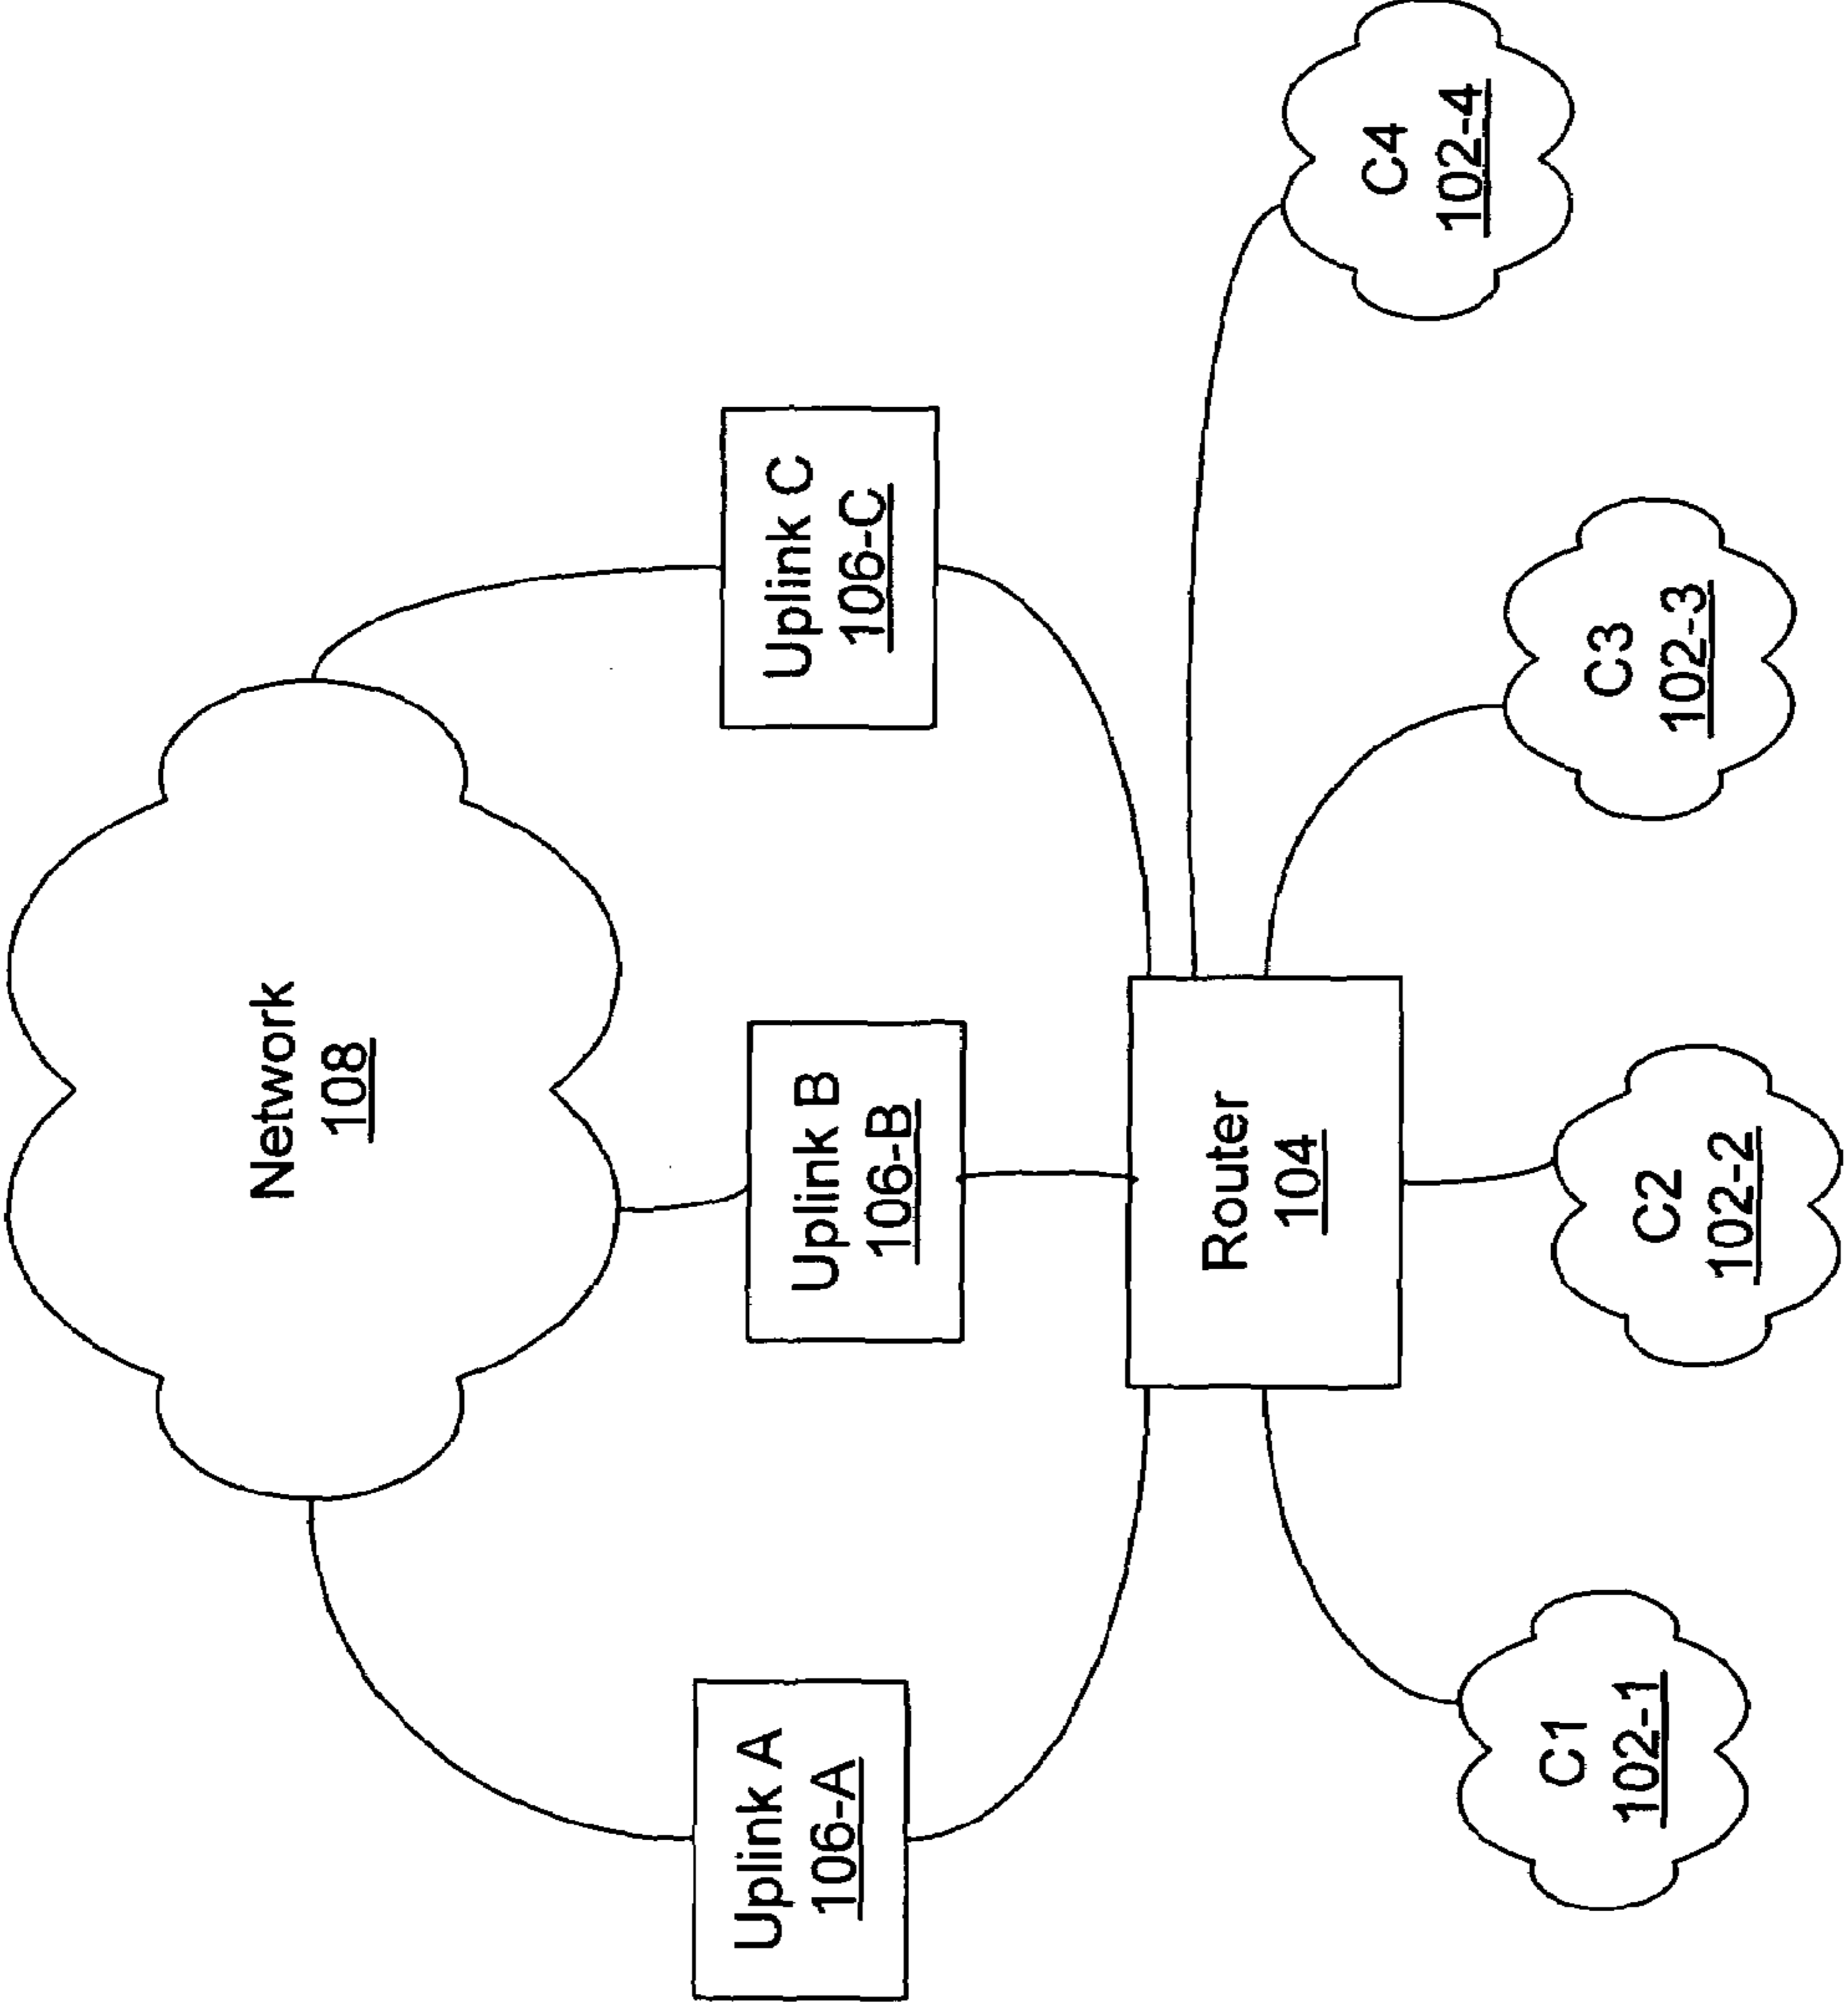 Network
108
Uplink A
106-A
Uplink B
106-B
Uplink C
106-C
Router
104
C1
102-1
C2
102-2
C3
102-3
C4
102-4